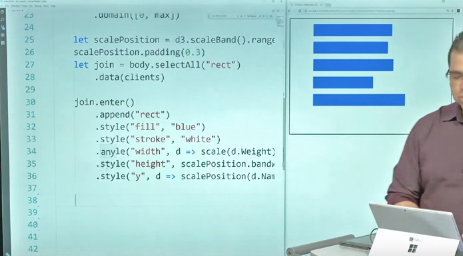 23 .domain([0, max])
24
25 let scalePosition = d3.scaleBand().range
26 scalePosition.padding(0.3)
27 let join = body.selectAll("rect")
28 .data(clients)
29
30 join.enter()
31 .append("rect")
32 .style("fill", "blue")
33 .style("stroke", "white")
34 .anyle("width", d => scale(d.Weight)
35 .style("height", scalePosition.bandw
36 .style("y", d => scalePosition(d.Nam
37
38
39
40
41
42